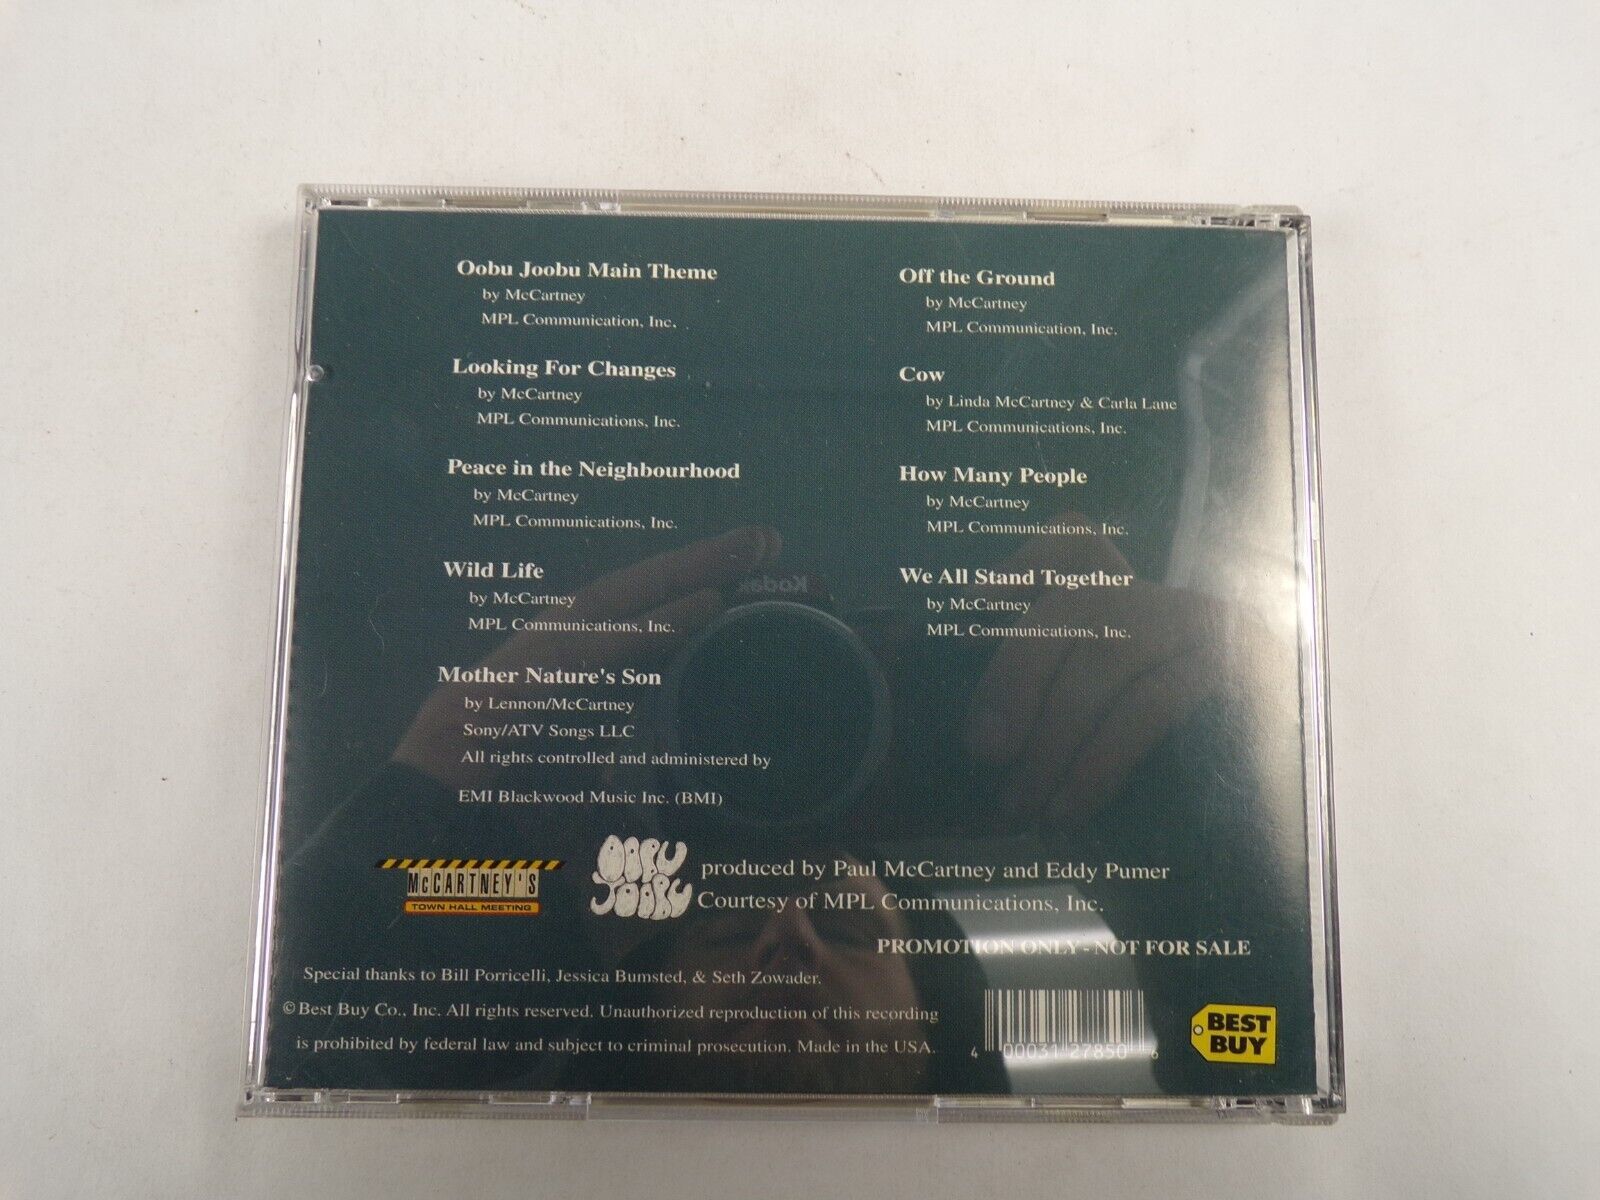 Oobu Joobu Main Theme
by McCartney
MPL Communication, Inc.
Looking For Changes
by McCartney
MPL Communications, Inc.
Peace in the Neighbourhood
by McCartney
MPL Communications, Inc.
Wild Life
by McCartney
MPL Communications, Inc.
Mother Nature's Son
by Lennon/McCartney
Sony/ATV Songs LLC
All rights controlled and administered by
EMI Blackwood Music Inc. (BMI)
Off the Ground
by McCartney
MPL Communication, Inc.
Cow
by Linda McCartney & Carla Lane
MPL Communications, Inc.
How Many People
by McCartney
MPL Communications, Inc.
We All Stand Together
by McCartney
MPL Communications, Inc.
McCARTNEY'S
TOWN HALL MEETING
OOBU
JOOBU
produced by Paul McCartney and Eddy Pumer
Courtesy of MPL Communications, Inc.
PROMOTION ONLY - NOT FOR SALE
Special thanks to Bill Porricelli, Jessica Bumsted, & Seth Zowader.
©Best Buy Co., Inc. All rights reserved. Unauthorized reproduction of this recording
is prohibited by federal law and subject to criminal prosecution. Made in the USA.
4 00031 27850 6
BEST
BUY
Kodak